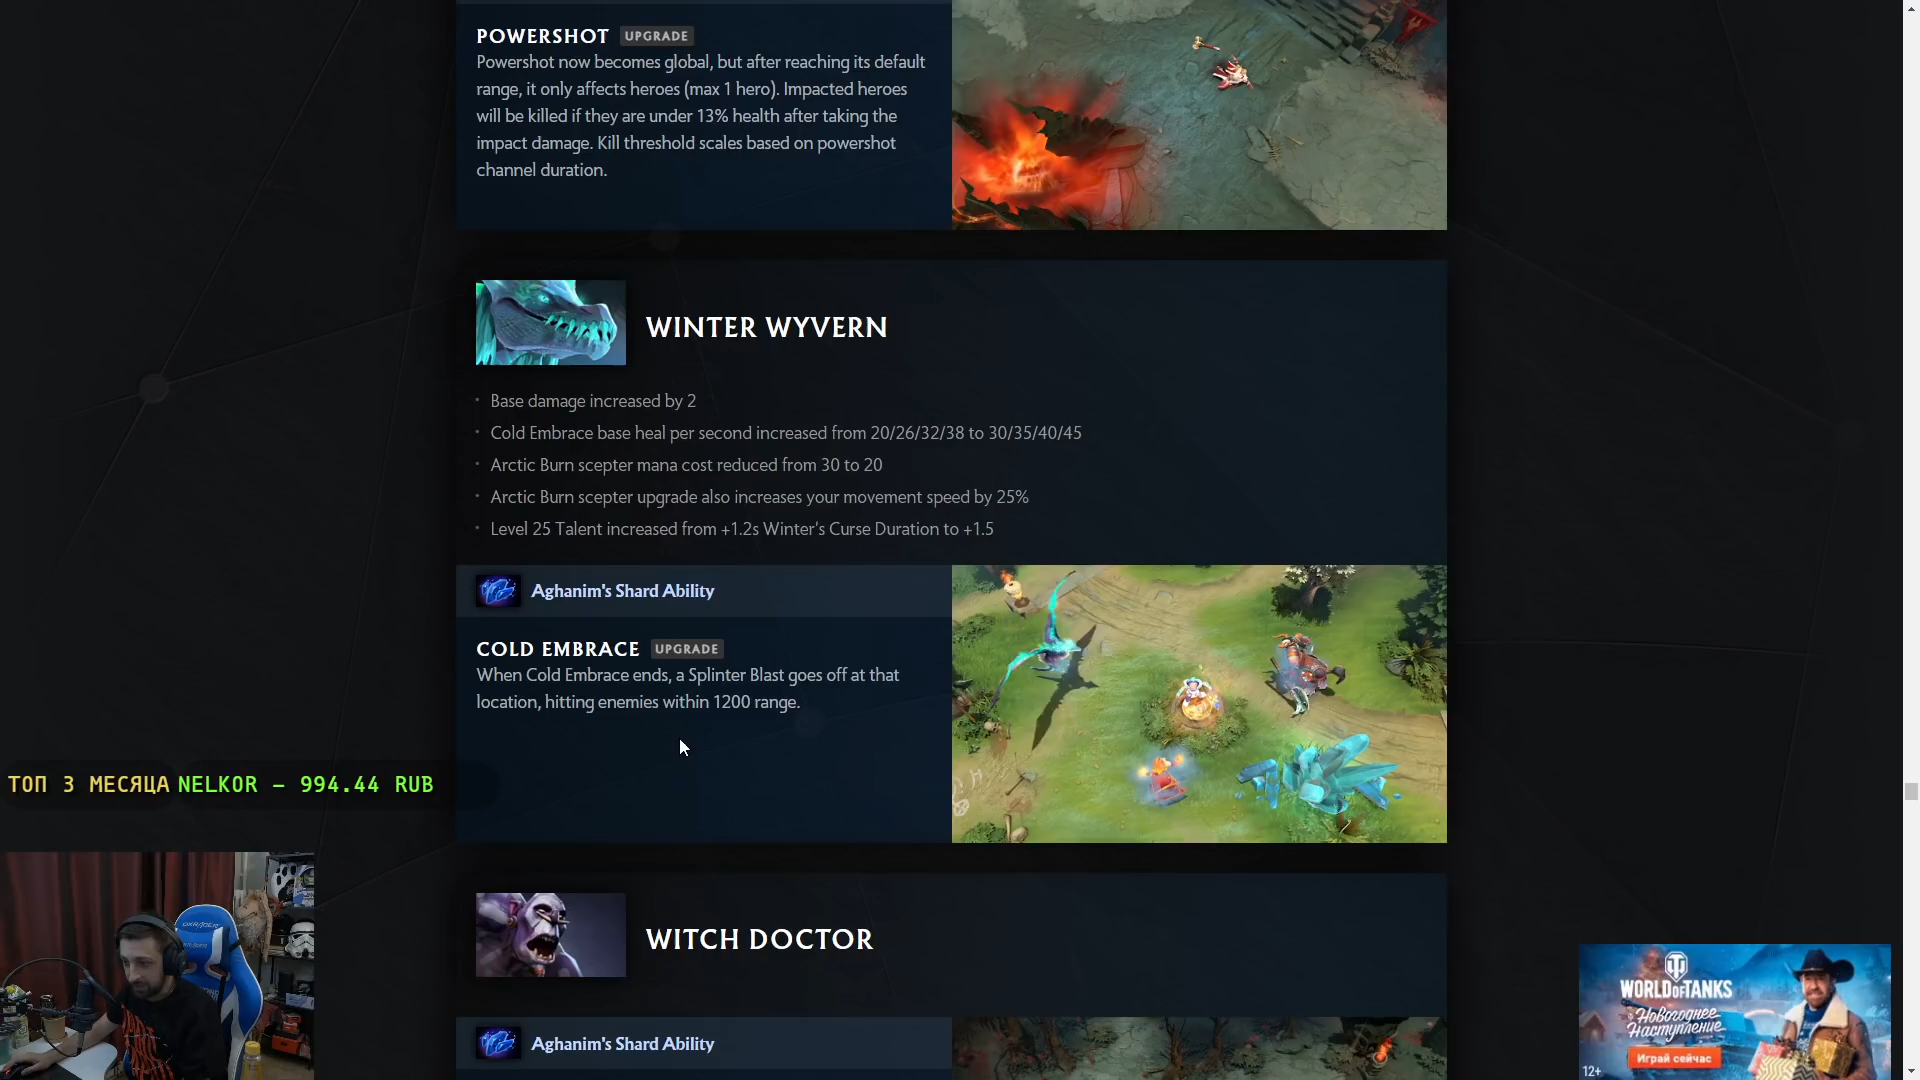 POWERSHOT UPGRADE
Powershot now becomes global, but after reaching its default
range, it only affects heroes (max 1 hero). Impacted heroes
will be killed if they are under 13% health after taking the
impact damage. Kill threshold scales based on powershot
channel duration.
WINTER WYVERN
· Base damage increased by 2
· Cold Embrace base heal per second increased from 20/26/32/38 to 30/35/40/45
· Arctic Burn scepter mana cost reduced from 30 to 20
· Arctic Burn scepter upgrade also increases your movement speed by 25%
· Level 25 Talent increased from +1.2s Winter's Curse Duration to +1.5
Aghanim's Shard Ability
COLD EMBRACE UPGRADE
When Cold Embrace ends, a Splinter Blast goes off at that
location, hitting enemies within 1200 range.
ТОП 3 МЕСЯЦА NELKOR – 994.44 RUB
WITCH DOCTOR
Aghanim's Shard Ability
WORLD OF TANKS
Новогоднее
Наступление
Играй сейчас
12+